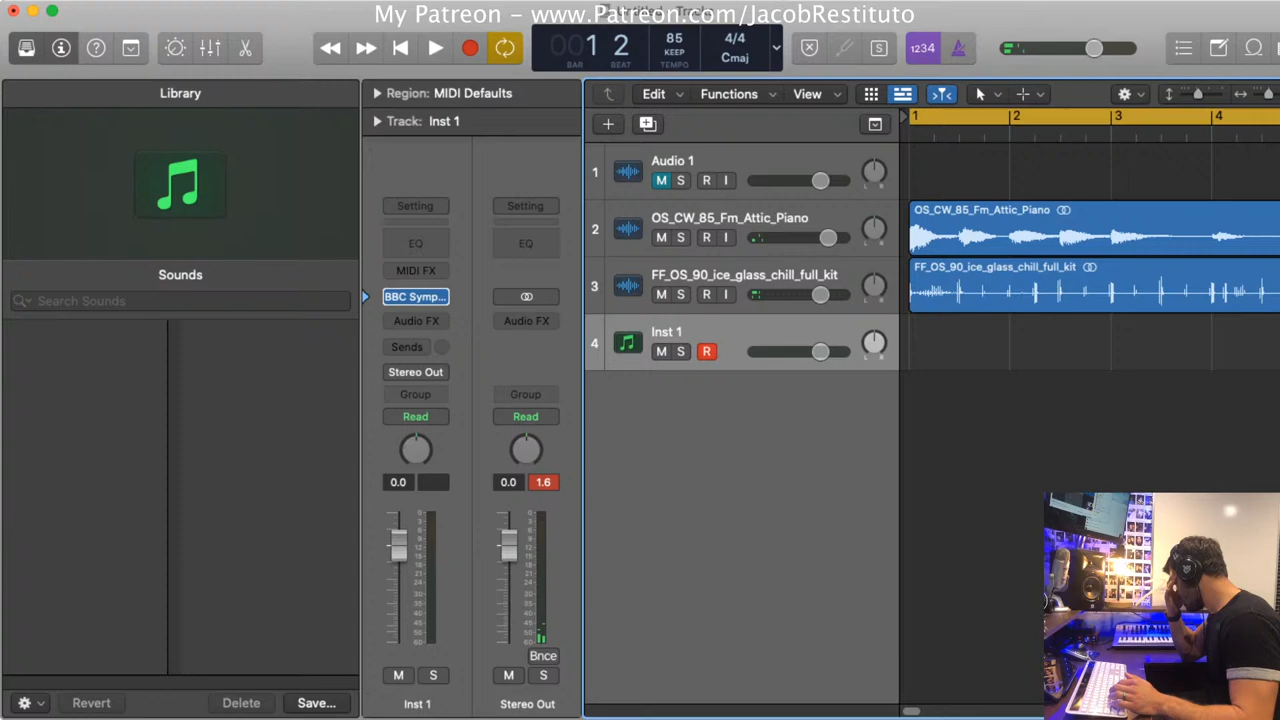 My Patreon - www.Patreon.com/JacobRestituto
001 2
BAR BEAT
85
KEEP
TEMPO
4/4
Cmaj
1234
S
Library
Region: MIDI Defaults
Track: Inst 1
Edit Functions View
1 2 3 4
Sounds
Search Sounds
Setting Setting
EQ EQ
MIDI FX
BBC Symp...
Audio FX Audio FX
Sends
Stereo Out
Group Group
Read Read
0.0 0.0 1.6
Bnce
M S M S
Inst 1 Stereo Out
1 Audio 1
M S R I
L R
2 OS_CW_85_Fm_Attic_Piano
M S R I
L R
3 FF_OS_90_ice_glass_chill_full_kit
M S R I
L R
4 Inst 1
M S R
L R
OS_CW_85_Fm_Attic_Piano
FF_OS_90_ice_glass_chill_full_kit
Revert Delete Save...